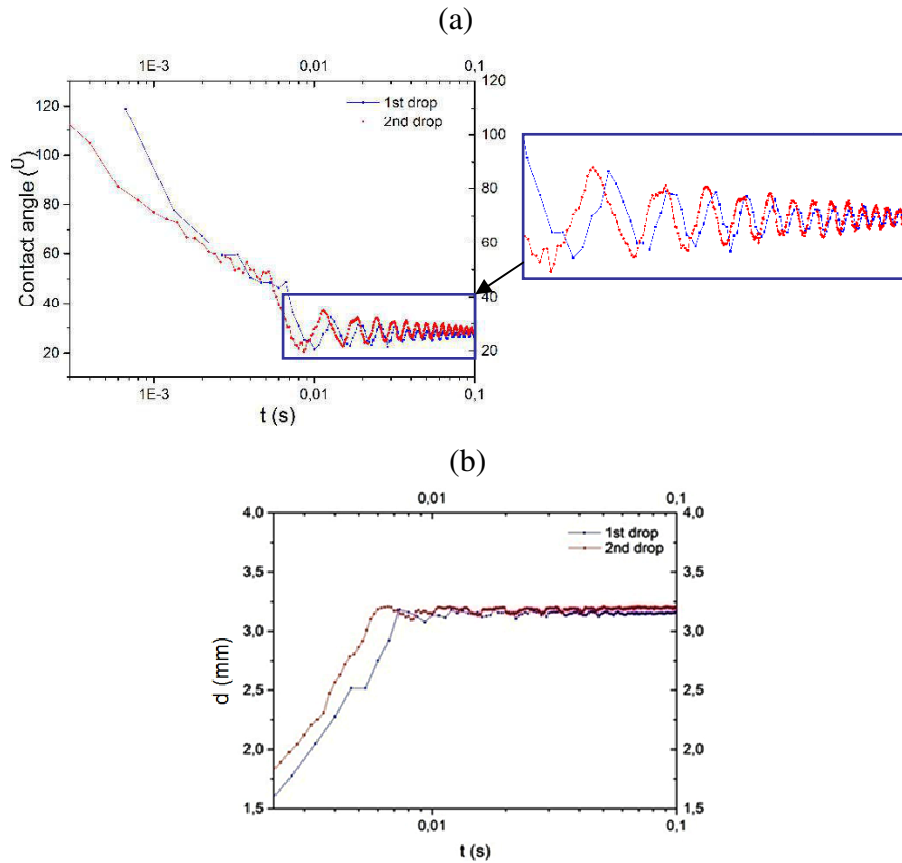 (a)
1E-3 0,01 0,1
120
100
80
60
40
20
120
100
80
60
40
20
1st drop
2nd drop
Contact angle (⁰)
1E-3 0,01 0,1
t (s)
(b)
0,01 0,1
4,0
3,5
3,0
2,5
2,0
1,5
4,0
3,5
3,0
2,5
2,0
1,5
1st drop
2nd drop
d (mm)
0,01 0,1
t (s)